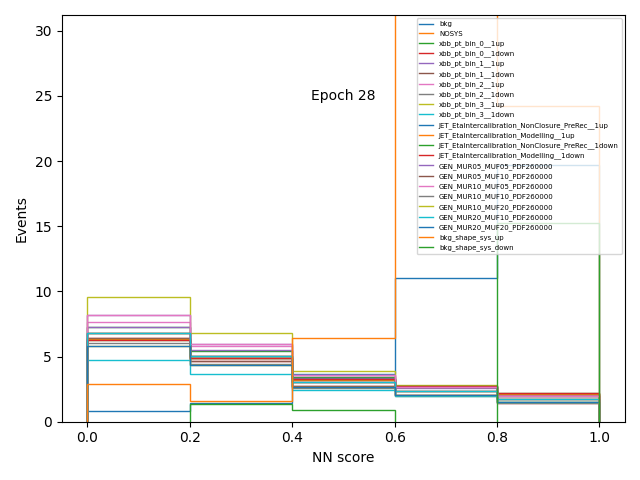 30
25
20
15
10
5
0
Events
Epoch 28
bkg
NOSYS
xbb_pt_bin_0__1up
xbb_pt_bin_0__1down
xbb_pt_bin_1__1up
xbb_pt_bin_1__1down
xbb_pt_bin_2__1up
xbb_pt_bin_2__1down
xbb_pt_bin_3__1up
xbb_pt_bin_3__1down
JET_EtaIntercalibration_NonClosure_PreRec__1up
JET_EtaIntercalibration_Modelling__1up
JET_EtaIntercalibration_NonClosure_PreRec__1down
JET_EtaIntercalibration_Modelling__1down
GEN_MUR05_MUF05_PDF260000
GEN_MUR05_MUF10_PDF260000
GEN_MUR10_MUF05_PDF260000
GEN_MUR10_MUF10_PDF260000
GEN_MUR10_MUF20_PDF260000
GEN_MUR20_MUF10_PDF260000
GEN_MUR20_MUF20_PDF260000
bkg_shape_sys_up
bkg_shape_sys_down
0.0 0.2 0.4 0.6 0.8 1.0
NN score